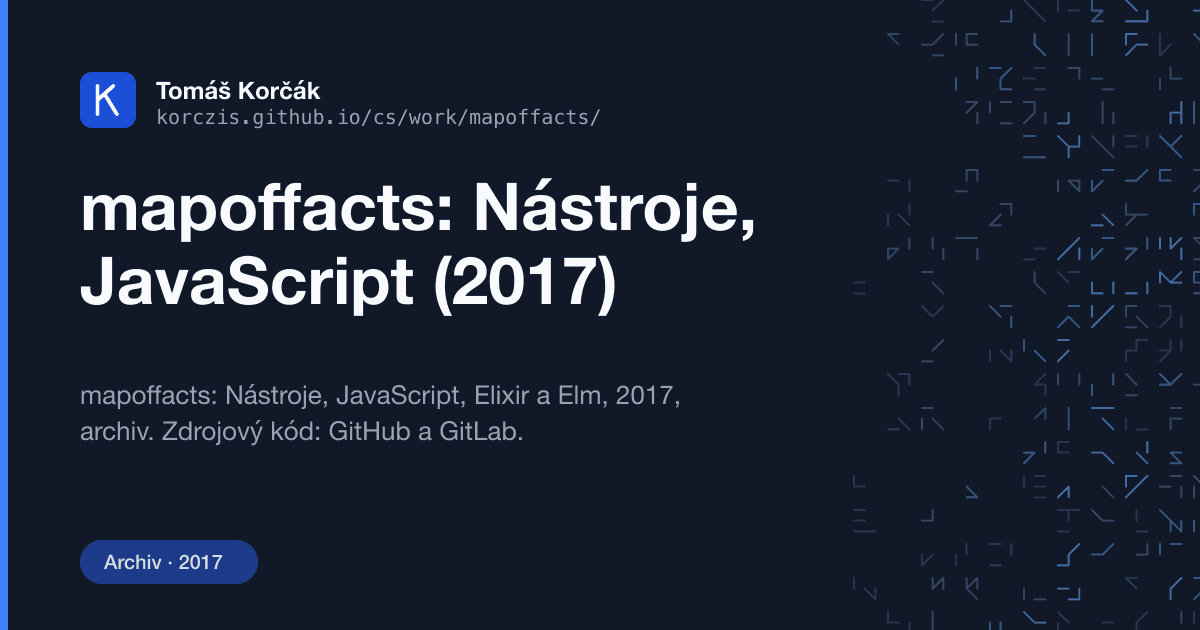 K
Tomáš Korčák
korczis.github.io/cs/work/mapoffacts/
mapoffacts: Nástroje,
JavaScript (2017)
mapoffacts: Nástroje, JavaScript, Elixir a Elm, 2017,
archiv. Zdrojový kód: GitHub a GitLab.
Archiv · 2017